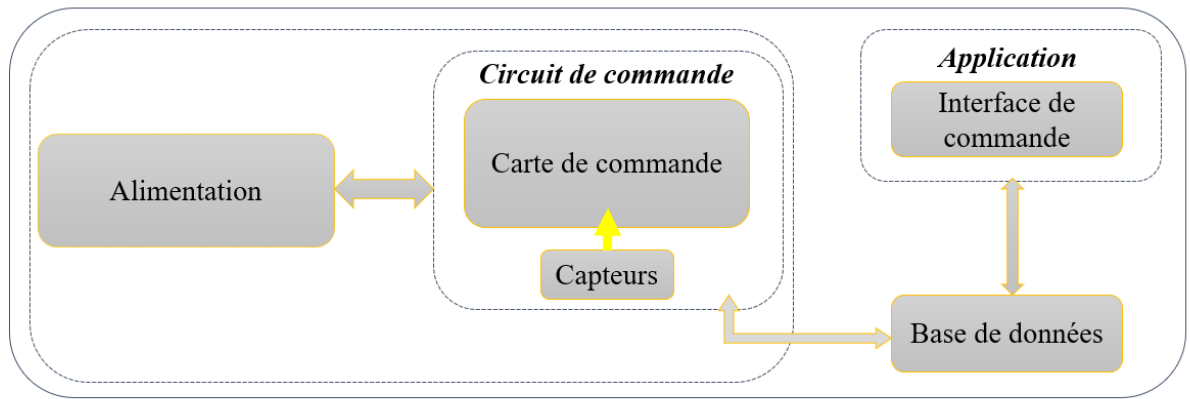 Circuit de commande
Application
Interface de
commande
Carte de commande
Alimentation
Capteurs
Base de données